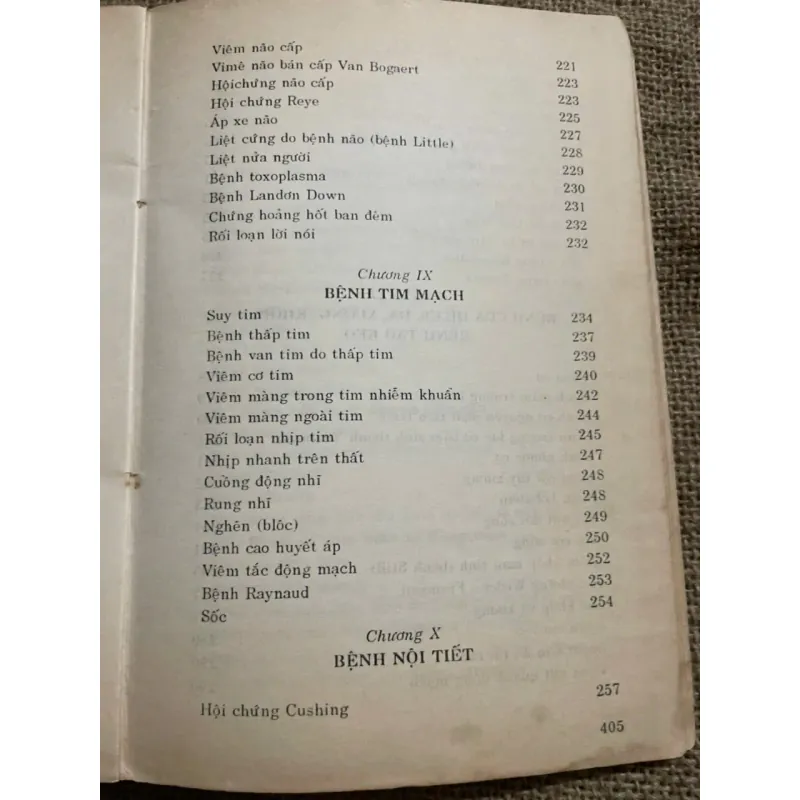 Viêm não cấp 221
Vimê não bán cấp Van Bogaert 223
Hộichứng não cấp 223
Hội chứng Reye 225
Áp xe não 227
Liệt cứng do bệnh não (bệnh Little) 228
Liệt nửa người 229
Bệnh toxoplasma 230
Bệnh Landơn Down 231
Chứng hoảng hốt ban đêm 232
Rối loạn lời nói 232
Chương IX
BỆNH TIM MẠCH
Suy tim 234
Bệnh thấp tim 237
Bệnh van tim do thấp tim 239
Viêm cơ tim 240
Viêm màng trong tim nhiễm khuẩn 242
Viêm màng ngoài tim 244
Rối loạn nhịp tim 245
Nhịp nhanh trên thất 247
Cuồng động nhĩ 248
Rung nhĩ 248
Nghẽn (blôc) 249
Bệnh cao huyết áp 250
Viêm tắc động mạch 252
Bệnh Raynaud 253
Sốc 254
Chương X
BỆNH NỘI TIẾT
Hội chứng Cushing 257
405